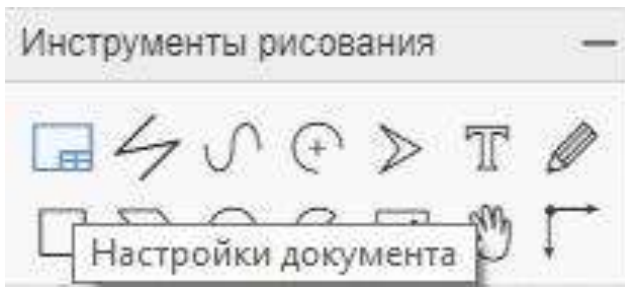 Инструменты рисования
Настройки документа